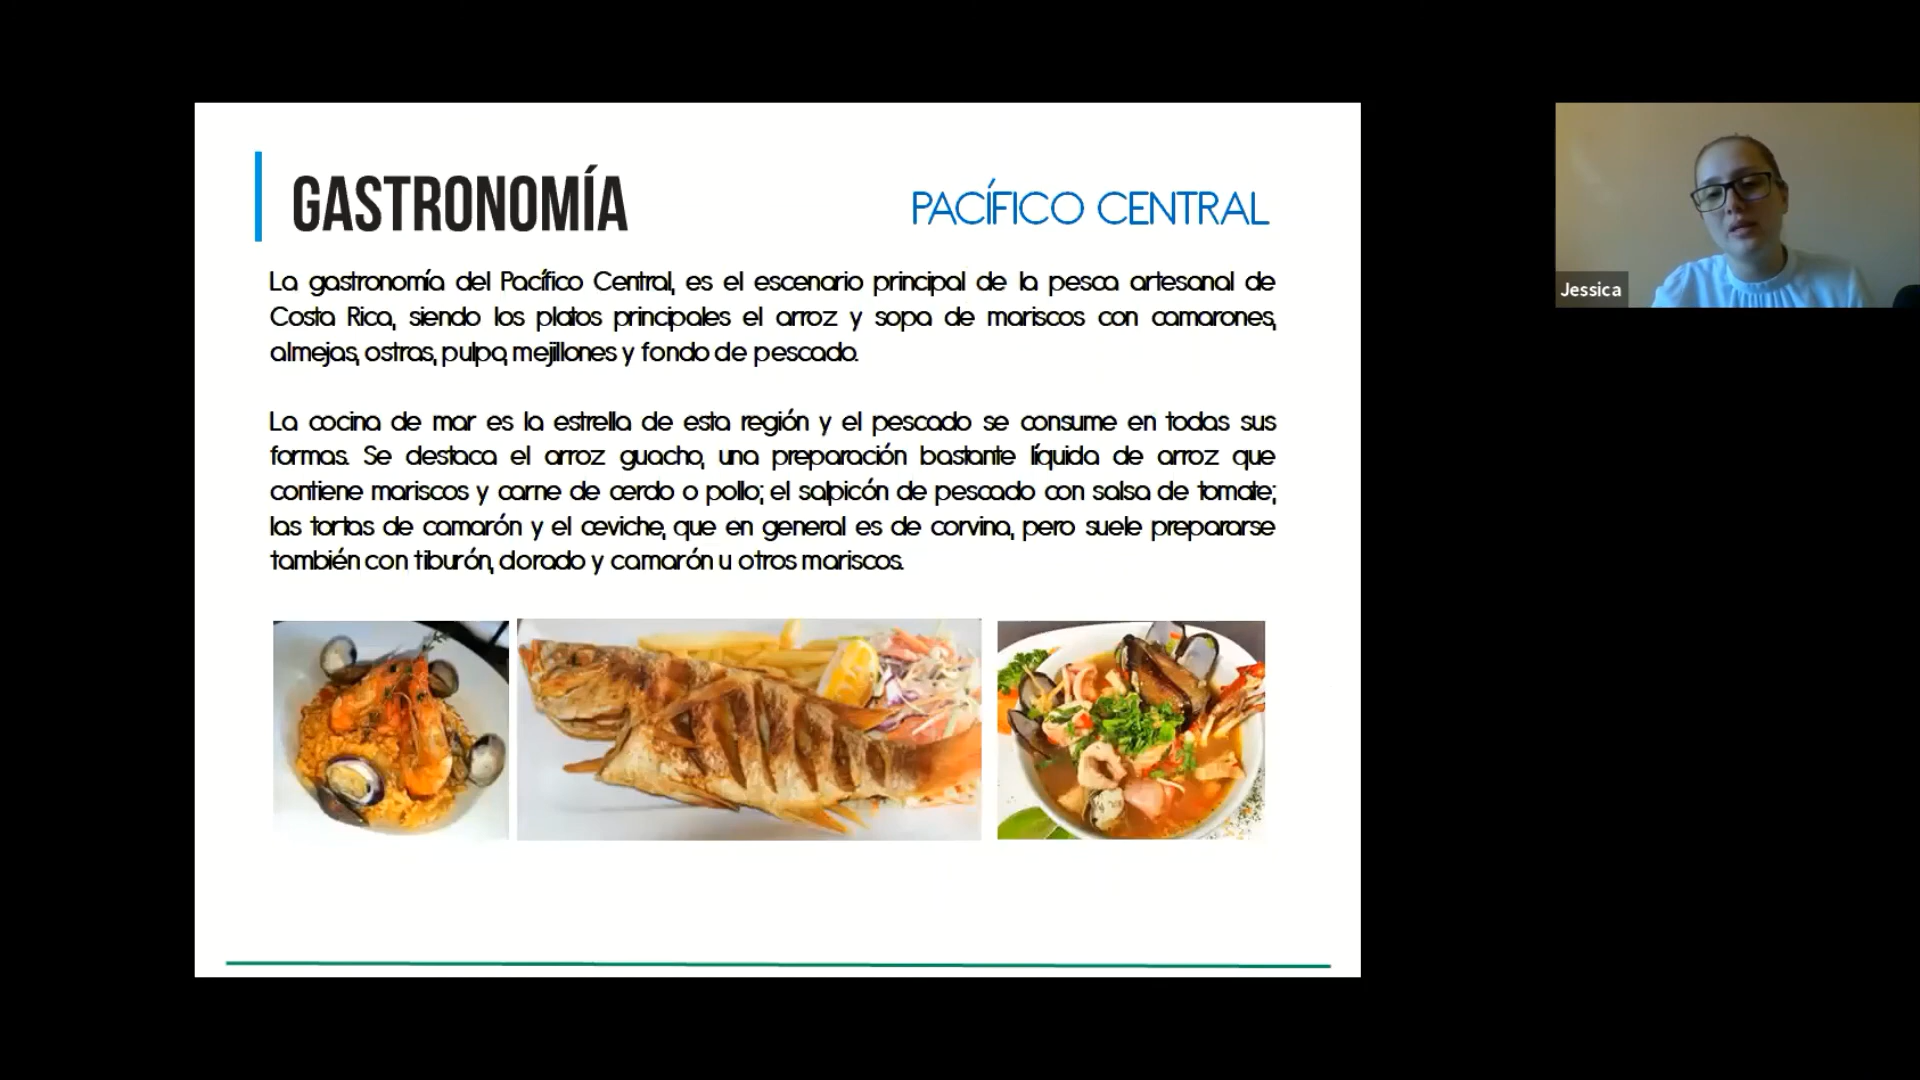 GASTRONOMÍA
PACÍFICO CENTRAL
La gastronomía del Pacífico Central, es el escenario principal de la pesca artesanal de
Costa Rica, siendo los platos principales el arroz y sopa de mariscos con camarones,
almejas, ostras, pulpo, mejillones y fondo de pescado.
La cocina de mar es la estrella de esta región y el pescado se consume en todas sus
formas. Se destaca el arroz guacho, una preparación bastante líquida de arroz que
contiene mariscos y carne de cerdo o pollo; el salpicón de pescado con salsa de tomate;
las tortas de camarón y el ceviche, que en general es de corvina, pero suele prepararse
también con tiburón, dorado y camarón u otros mariscos.
Jessica